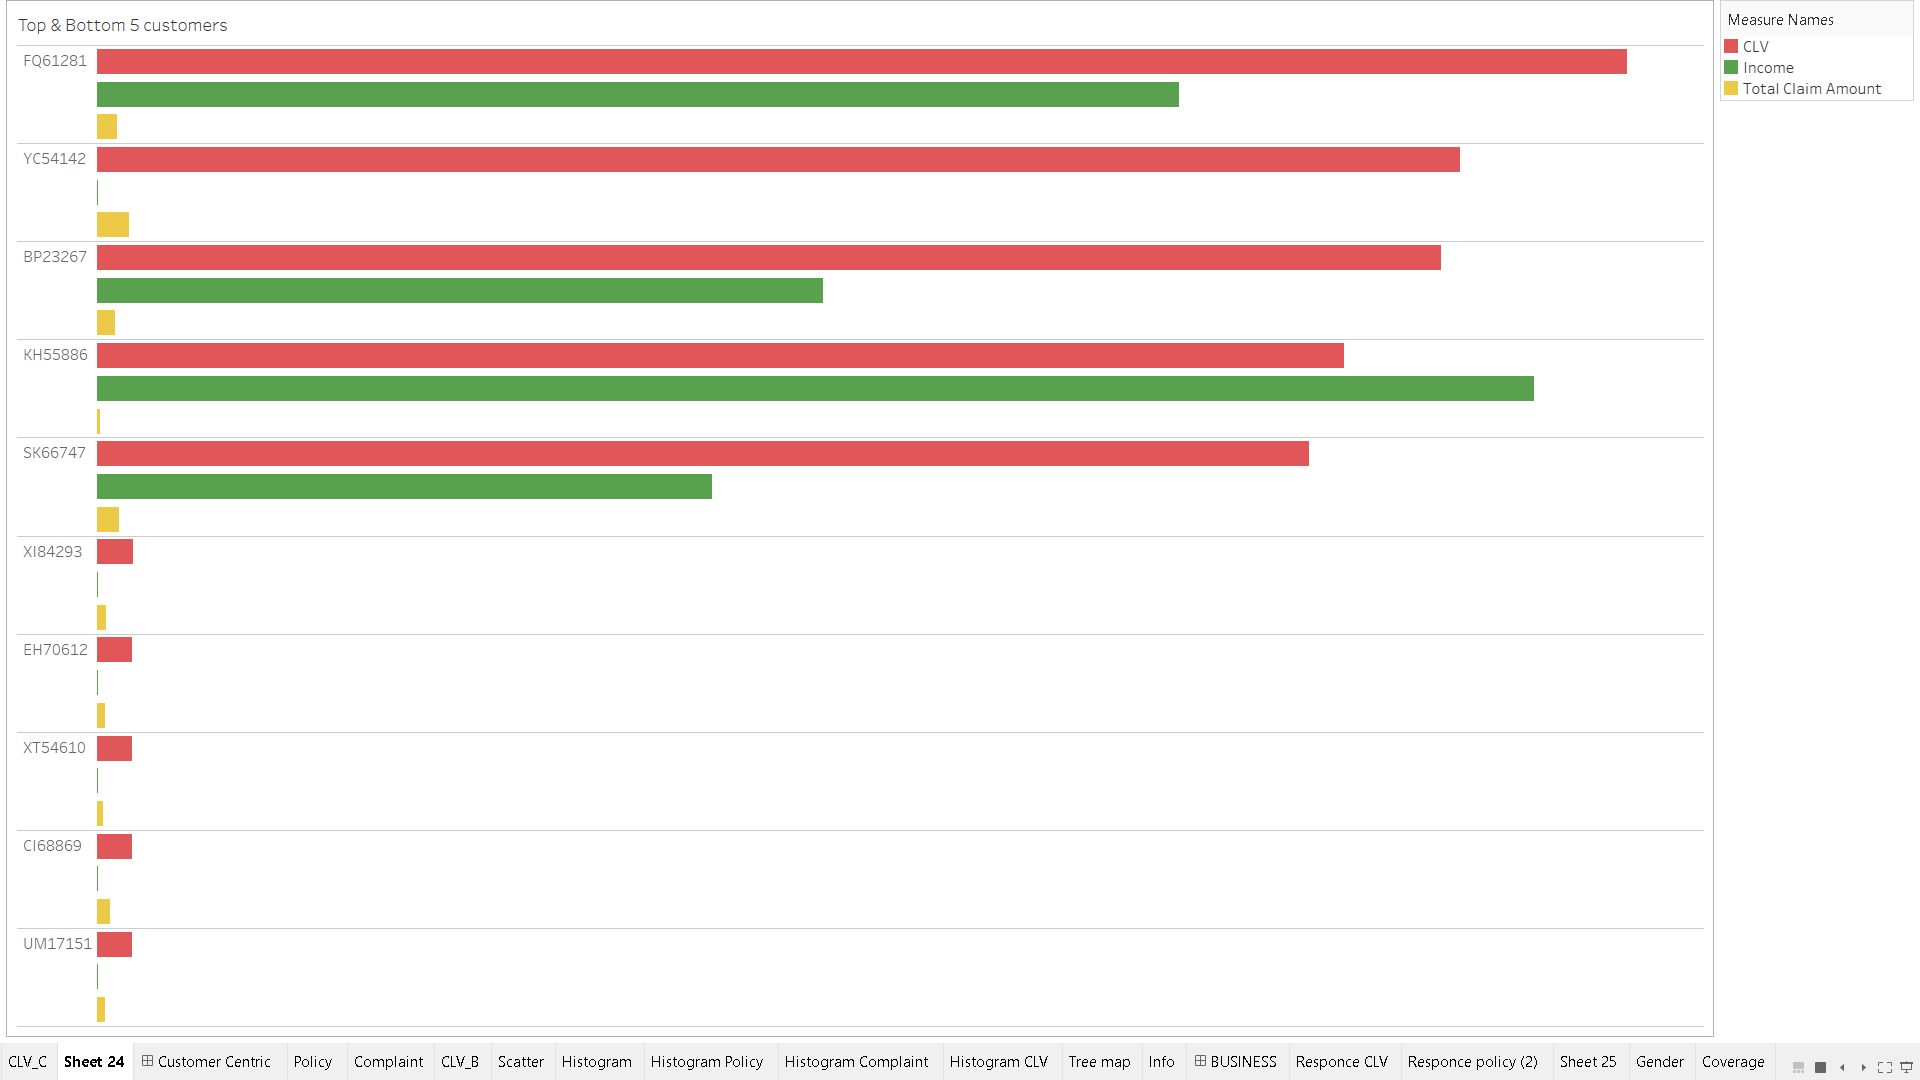 Top & Bottom 5 customers
FQ61281
YC54142
BP23267
KH55886
SK66747
XI84293
EH70612
XT54610
CI68869
UM17151
Measure Names
CLV
Income
Total Claim Amount
CLV_C Sheet 24 Customer Centric Policy Complaint CLV_B Scatter Histogram Histogram Policy Histogram Complaint Histogram CLV Tree map Info BUSINESS Responce CLV Responce policy (2) Sheet 25 Gender Coverage